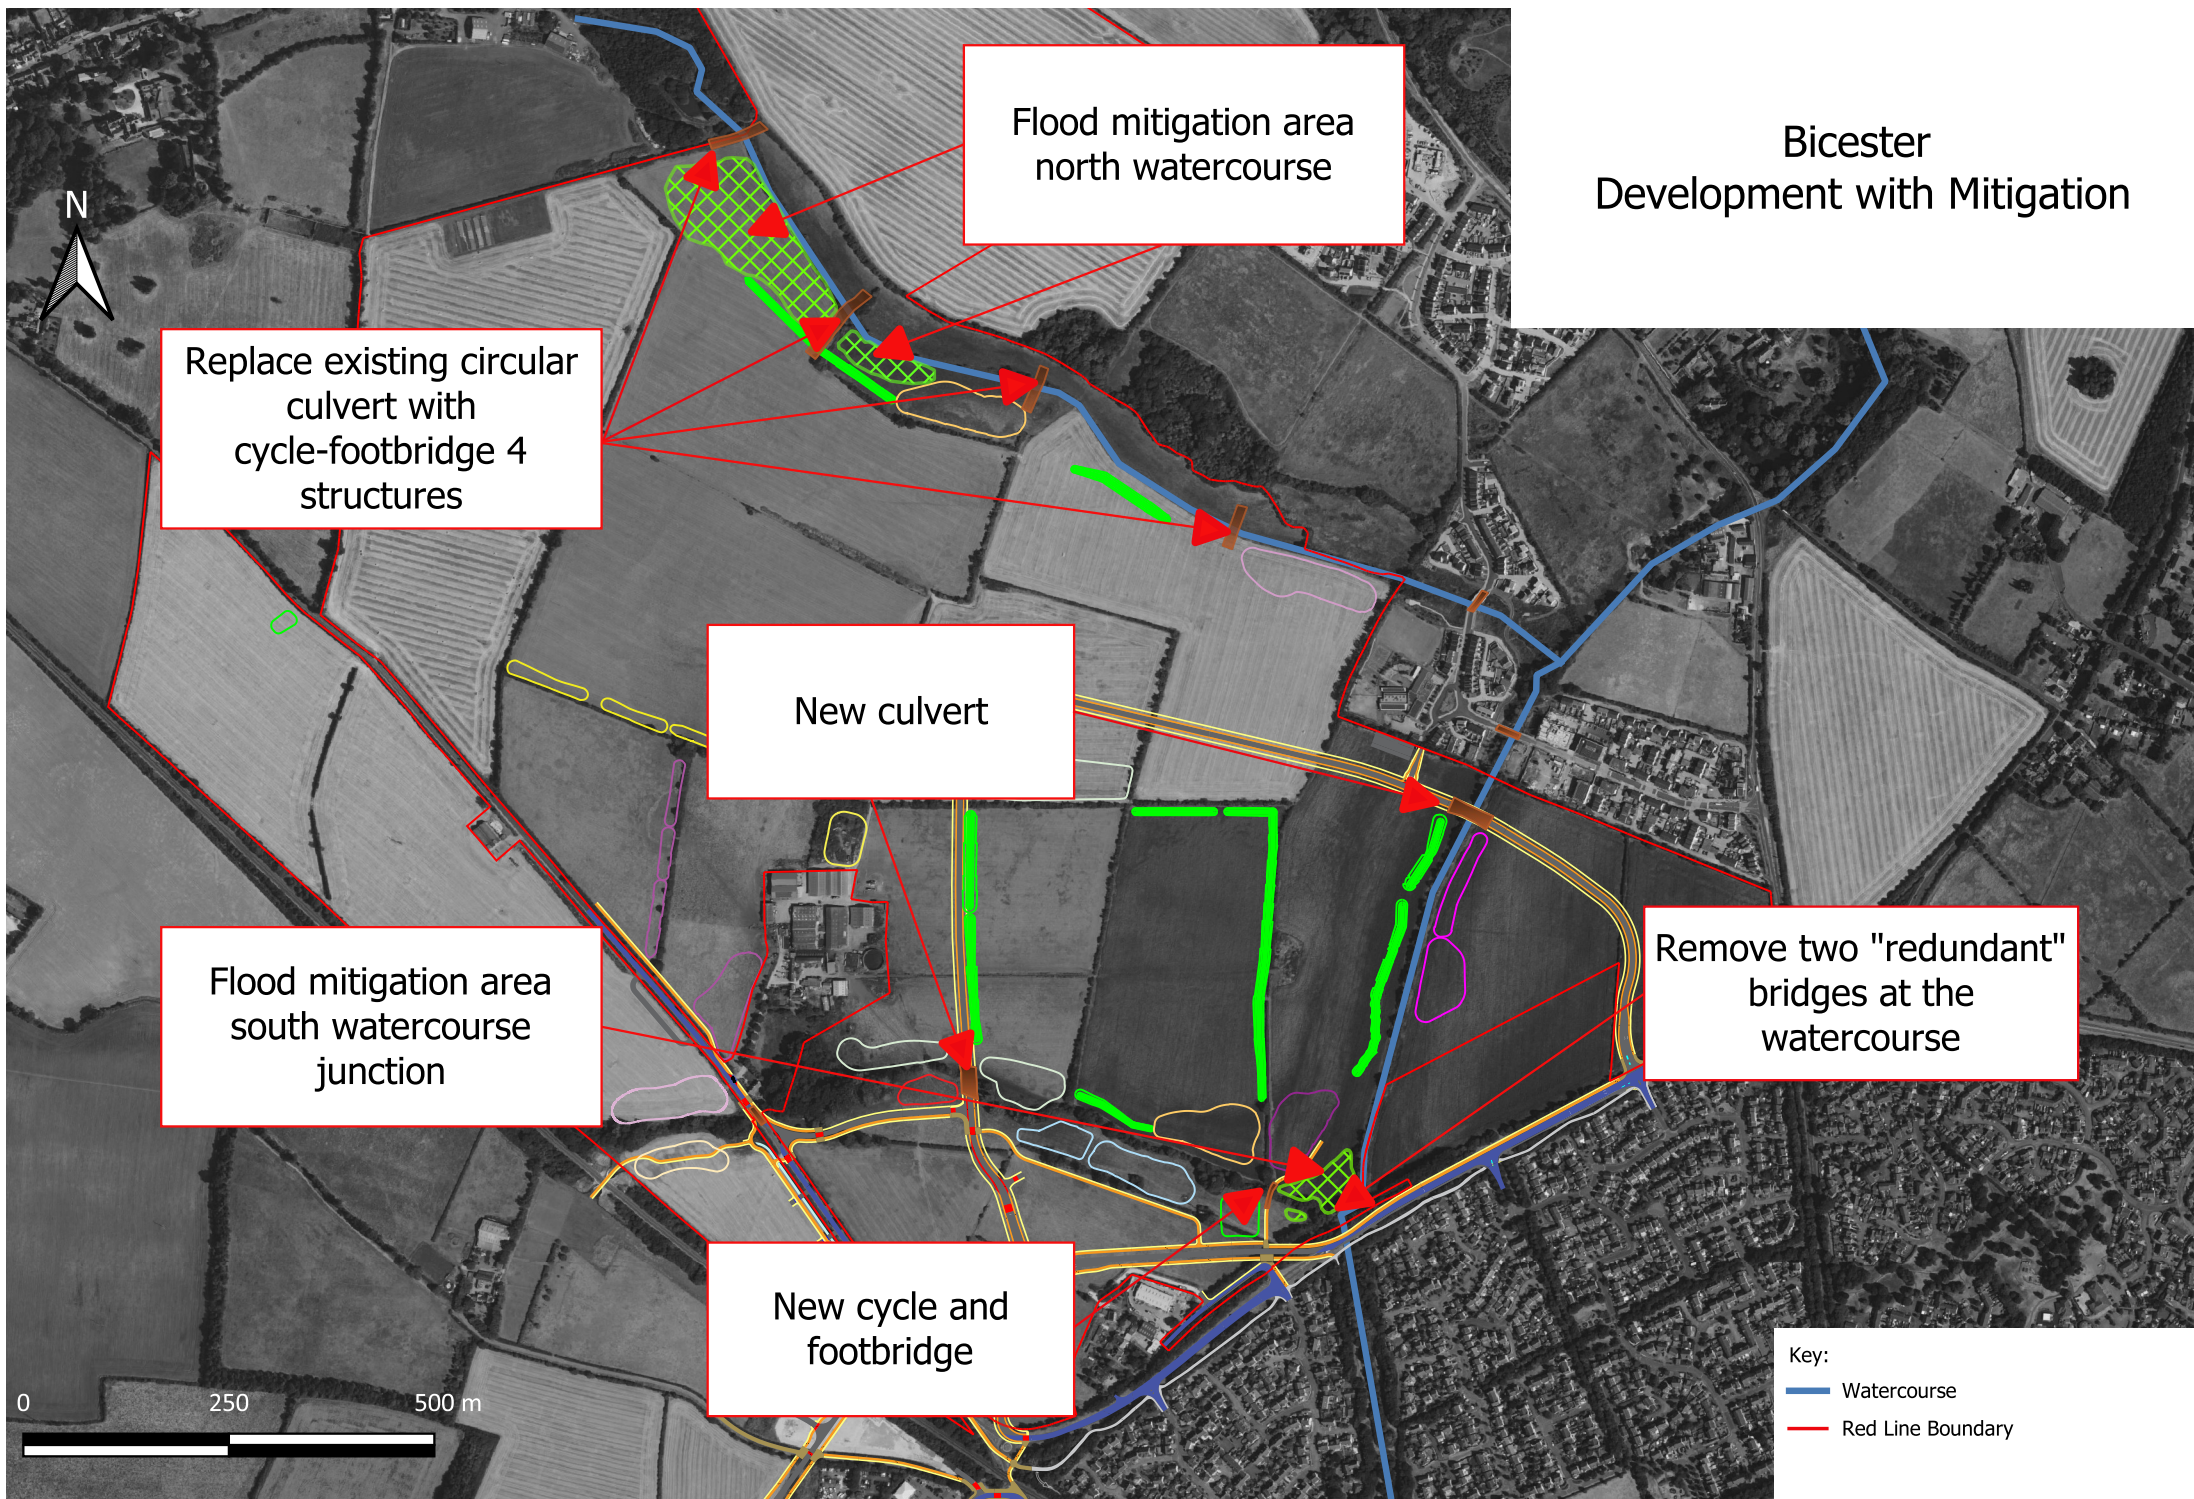 Bicester
Development with Mitigation
Flood mitigation area
north watercourse
N
Replace existing circular
culvert with
cycle-footbridge 4
structures
New culvert
Flood mitigation area
south watercourse
junction
Remove two "redundant"
bridges at the
watercourse
New cycle and
footbridge
0 250 500 m
Key:
Watercourse
Red Line Boundary